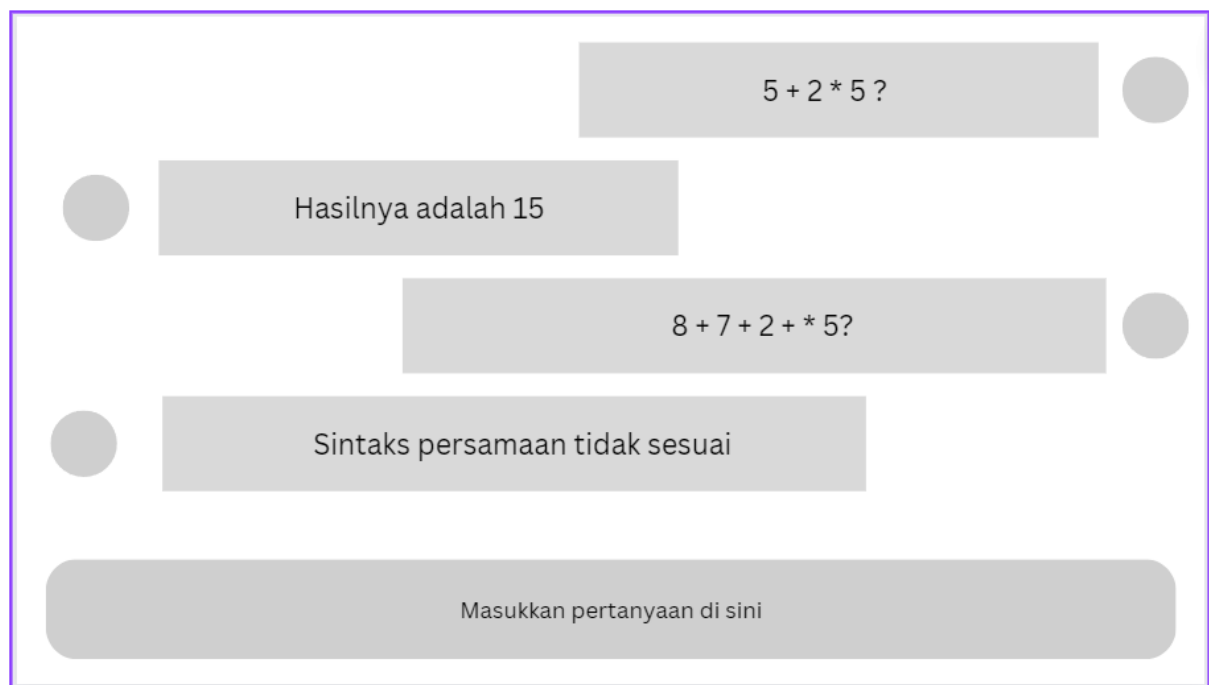 5 + 2 * 5 ?
Hasilnya adalah 15
8 + 7 + 2 + * 5?
Sintaks persamaan tidak sesuai
Masukkan pertanyaan di sini